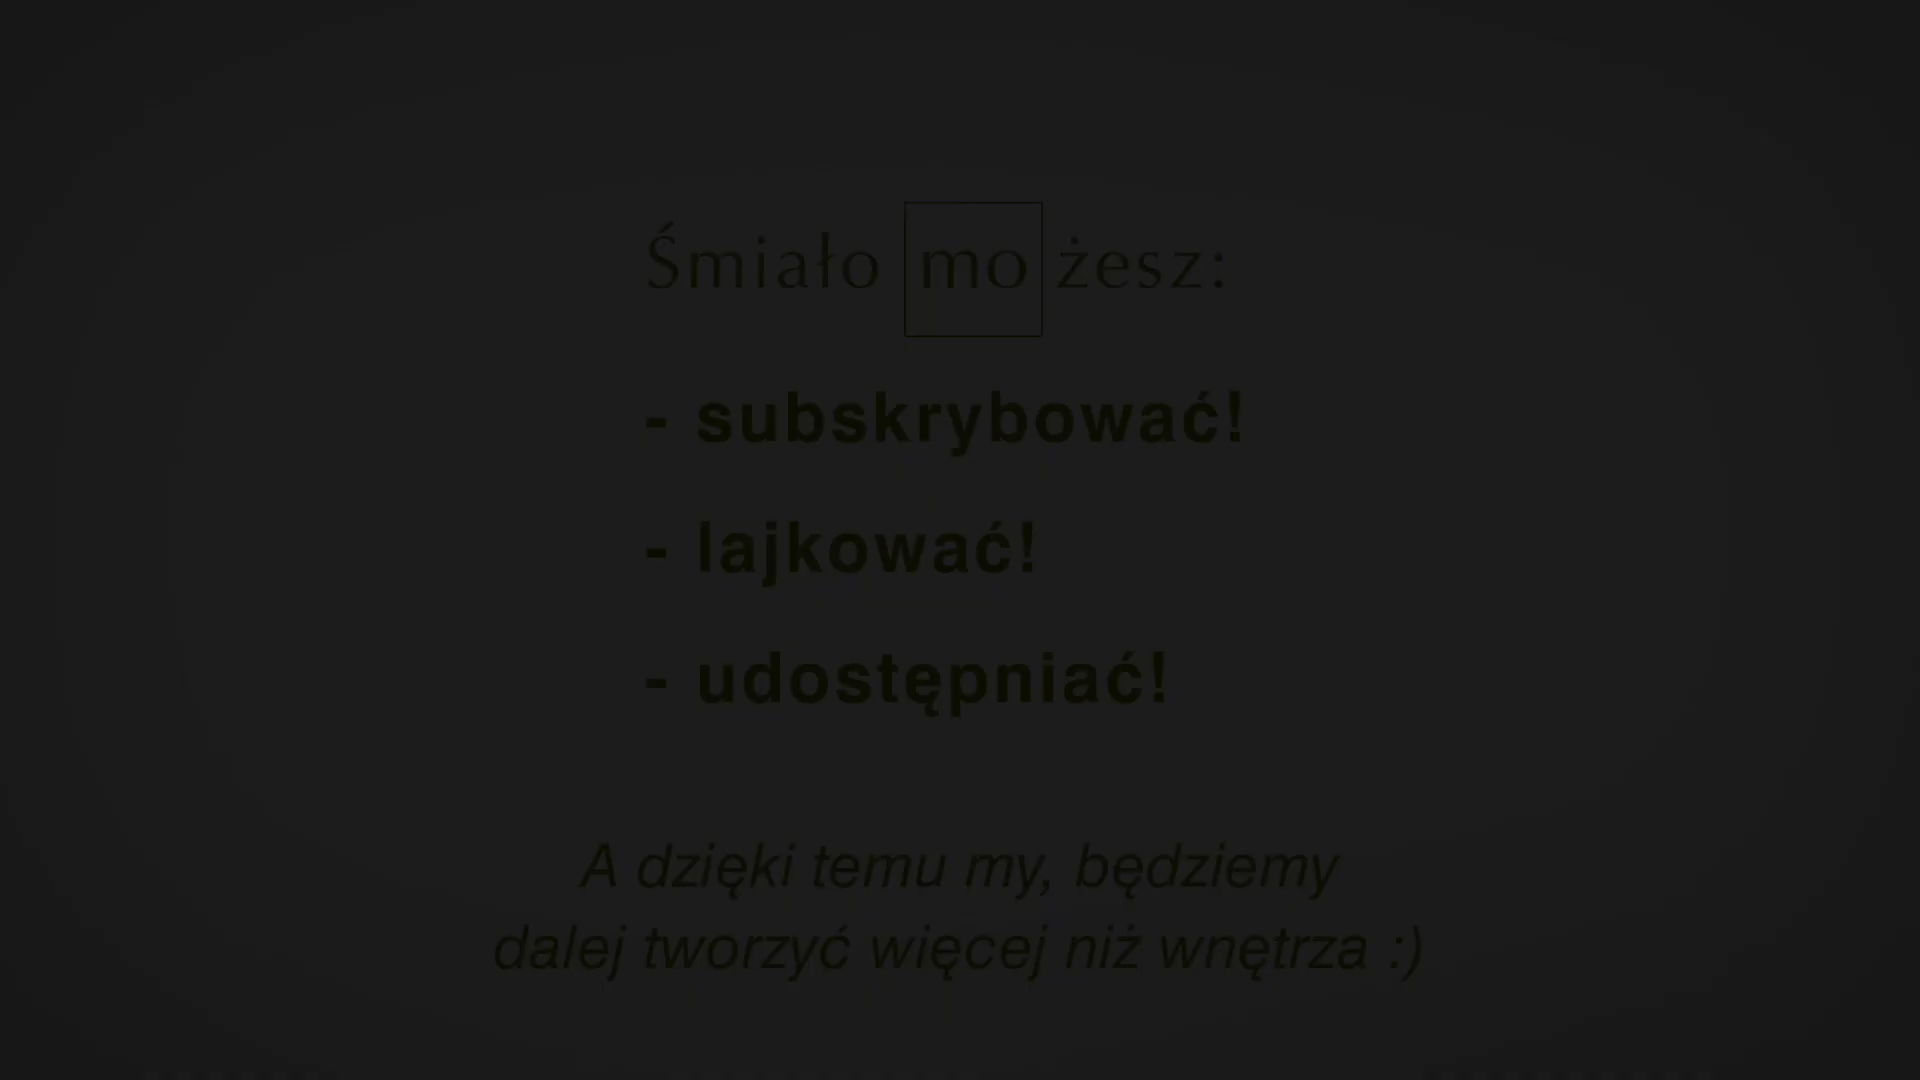 Śmiało możesz:
- subskrybować!
- lajkować!
- udostępniać!
A dzięki temu my, będziemy
dalej tworzyć więcej niż wnętrza :)